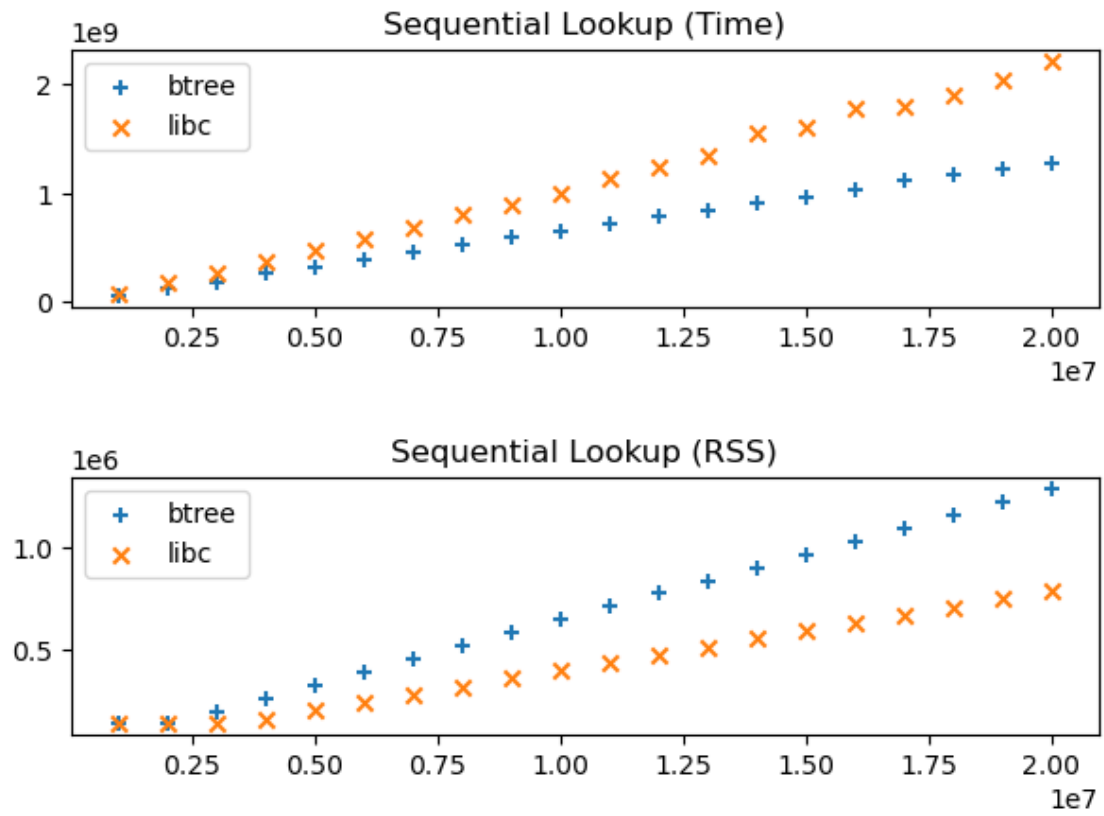 Sequential Lookup (Time)
1e9
btree
libc
2
1
0
0.25 0.50 0.75 1.00 1.25 1.50 1.75 2.00
1e7
Sequential Lookup (RSS)
1e6
btree
libc
1.0
0.5
0.25 0.50 0.75 1.00 1.25 1.50 1.75 2.00
1e7